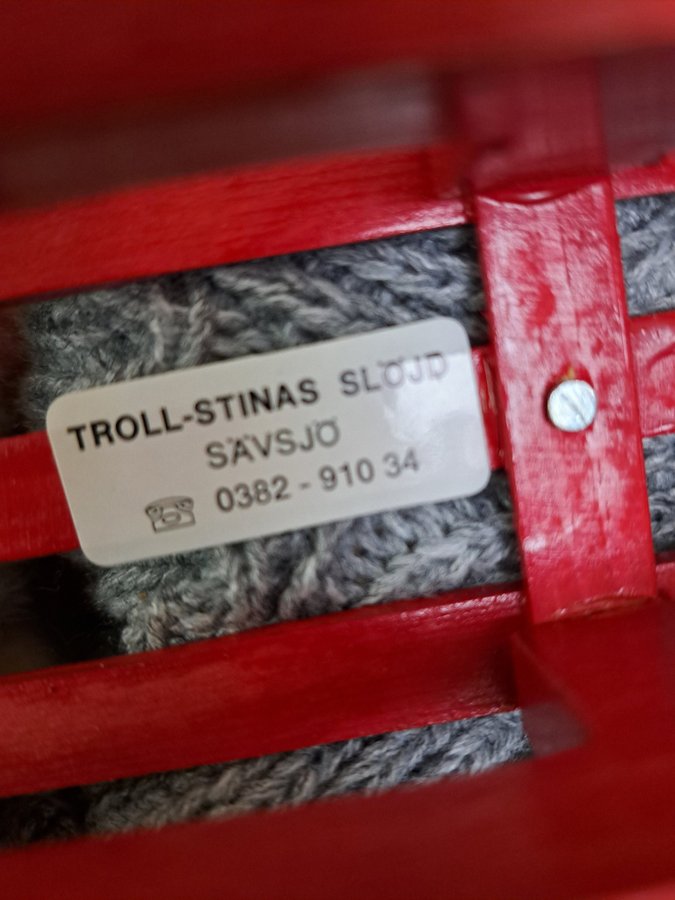 TROLL-STINAS SLÖJD
SÄVSJÖ
☎ 0382 - 910 34